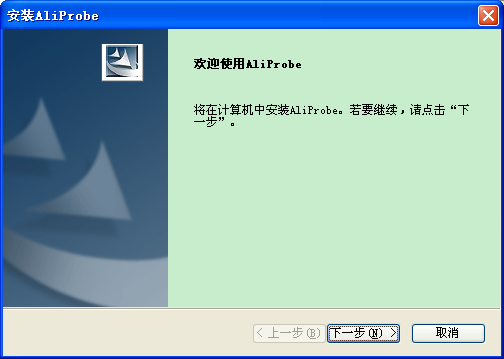 安装AliProbe
欢迎使用AliProbe
将在计算机中安装AliProbe。若要继续，请点击“下
一步”。
< 上一步(B)
下一步(N) >
取消